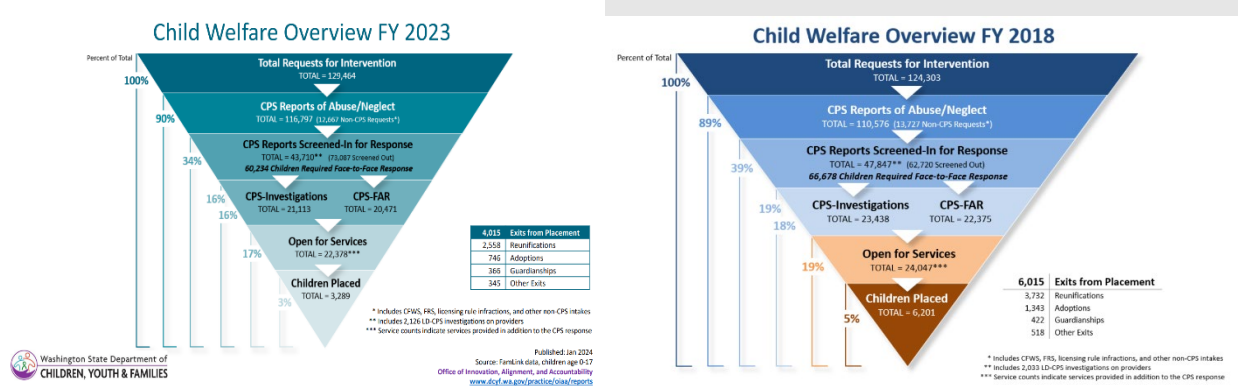 Child Welfare Overview FY 2023
Percent of Total
Total Requests for Intervention
TOTAL = 129,464
100%
CPS Reports of Abuse/Neglect
TOTAL = 116,797 (12,667 Non-CPS Requests*)
90%
CPS Reports Screened-In for Response
TOTAL = 43,710** (73,087 Screened Out)
60,234 Children Required Face-to-Face Response
34%
CPS-Investigations
TOTAL = 21,113
CPS-FAR
TOTAL = 20,471
16%
16%
Open for Services
TOTAL = 22,378***
17%
Children Placed
TOTAL = 3,289
3%
4,015 Exits from Placement
2,558 Reunifications
746 Adoptions
366 Guardianships
345 Other Exits
* Includes CFWS, FRS, licensing rule infractions, and other non-CPS intakes
** Includes 2,126 LD-CPS investigations on providers
*** Service counts indicate services provided in addition to the CPS response
Published: Jan 2024
Source: FamLink data, children age 0-17
Office of Innovation, Alignment, and Accountability
www.dcyf.wa.gov/practice/oiaa/reports
Washington State Department of
CHILDREN, YOUTH & FAMILIES
Child Welfare Overview FY 2018
Percent of Total
Total Requests for Intervention
TOTAL = 124,303
100%
CPS Reports of Abuse/Neglect
TOTAL = 110,576 (13,727 Non-CPS Requests*)
89%
CPS Reports Screened-In for Response
TOTAL = 47,847** (62,720 Screened Out)
66,678 Children Required Face-to-Face Response
39%
CPS-Investigations
TOTAL = 23,438
CPS-FAR
TOTAL = 22,375
19%
18%
Open for Services
TOTAL = 24,047***
19%
Children Placed
TOTAL = 6,201
5%
6,015 Exits from Placement
3,732 Reunifications
1,343 Adoptions
422 Guardianships
518 Other Exits
* Includes CFWS, FRS, licensing rule infractions, and other non-CPS intakes
** Includes 2,033 LD-CPS investigations on providers
*** Service counts indicate services provided in addition to the CPS response